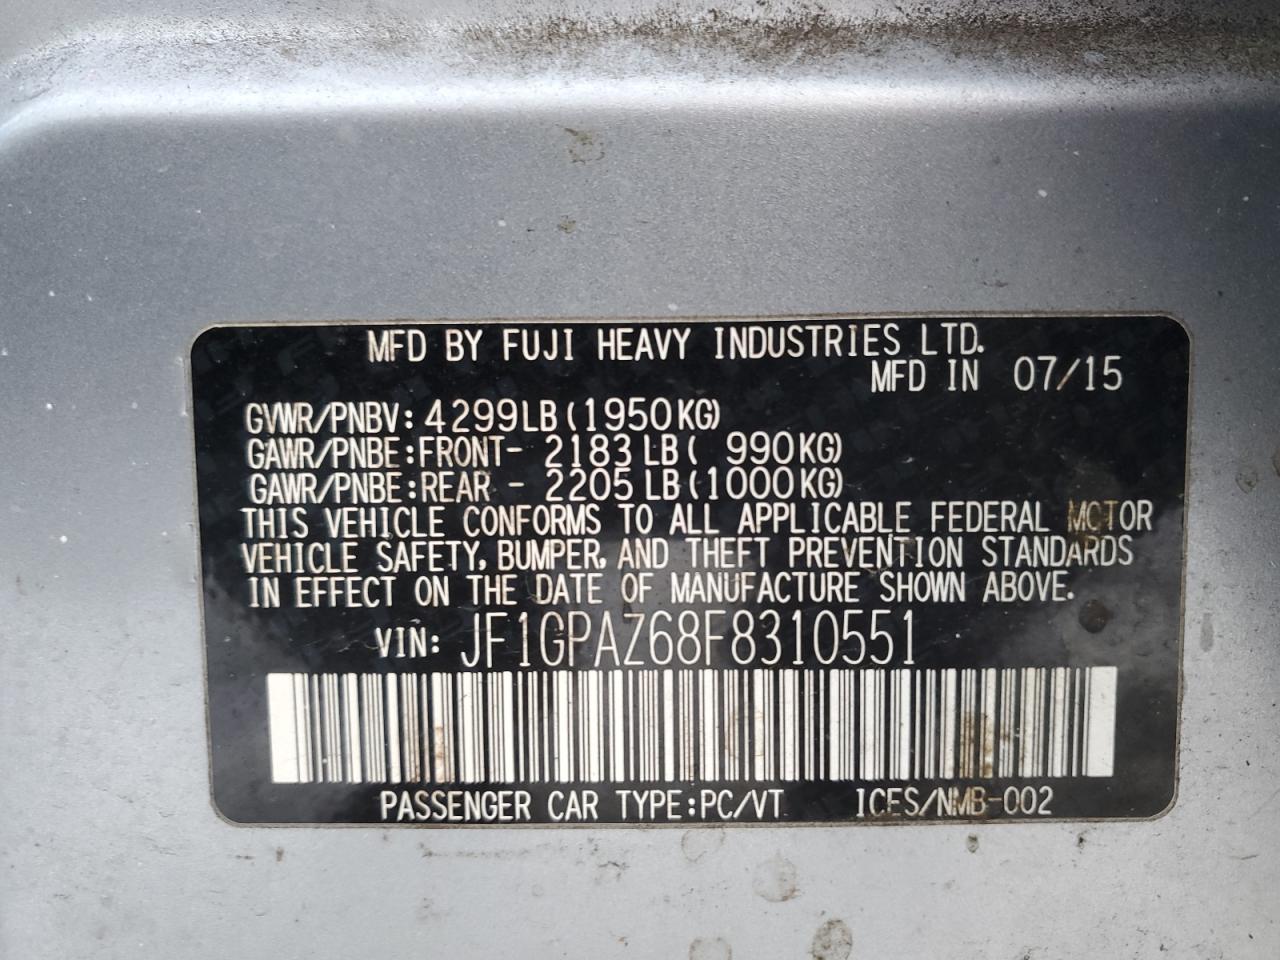 MFD BY FUJI HEAVY INDUSTRIES LTD.
MFD IN 07/15
GVWR/PNBV: 4299LB (1950KG)
GAWR/PNBE:FRONT- 2183LB ( 990KG)
GAWR/PNBE:REAR - 2205LB (1000KG)
THIS VEHICLE CONFORMS TO ALL APPLICABLE FEDERAL MOTOR
VEHICLE SAFETY, BUMPER, AND THEFT PREVENTION STANDARDS
IN EFFECT ON THE DATE OF MANUFACTURE SHOWN ABOVE.
VIN: JF1GPAZ68F8310551
PASSENGER CAR TYPE:PC/VT ICES/NMB-002